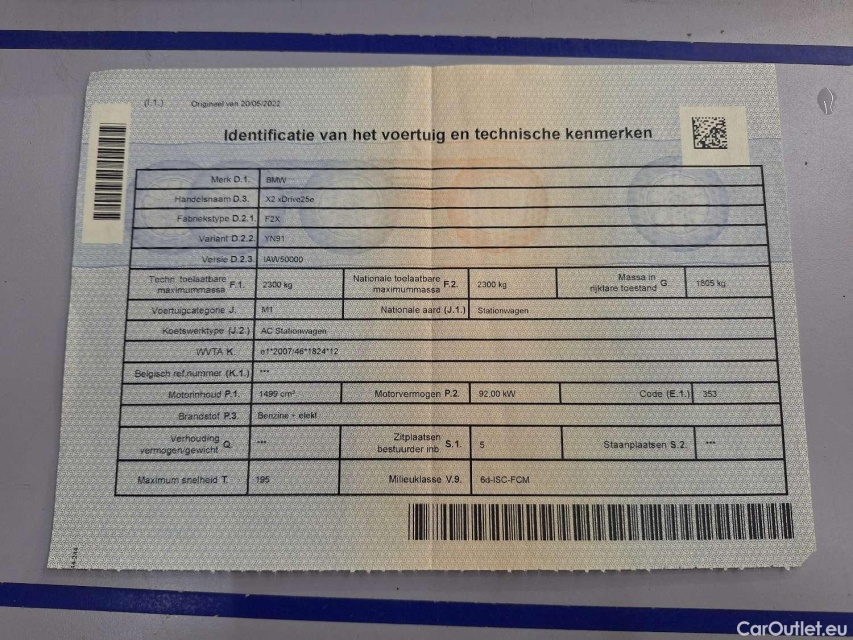 (I.1.) Origineel van 20/05/2022
Identificatie van het voertuig en technische kenmerken
Merk D.1. BMW
Handelsnaam D.3. X2 xDrive25e
Fabriekstype D.2.1. F2X
Variant D.2.2. YN91
Versie D.2.3. IAW50000
Techn. toelaatbare maximummassa F.1. 2300 kg Nationale toelaatbare maximummassa F.2. 2300 kg Massa in rijklare toestand G. 1805 kg
Voertuigcategorie J. M1 Nationale aard (J.1.) Stationwagen
Koetswerktype (J.2.) AC Stationwagen
WVTA K. e1*2007/46*1824*12
Belgisch ref.nummer (K.1.) ***
Motorinhoud P.1. 1499 cm³ Motorvermogen P.2. 92,00 kW Code (E.1.) 353
Brandstof P.3. Benzine + elekt
Verhouding vermogen/gewicht Q. *** Zitplaatsen bestuurder inb. S.1. 5 Staanplaatsen S.2. ***
Maximum snelheid T. 195 Milieuklasse V.9. 6d-ISC-FCM
CarOutlet.eu